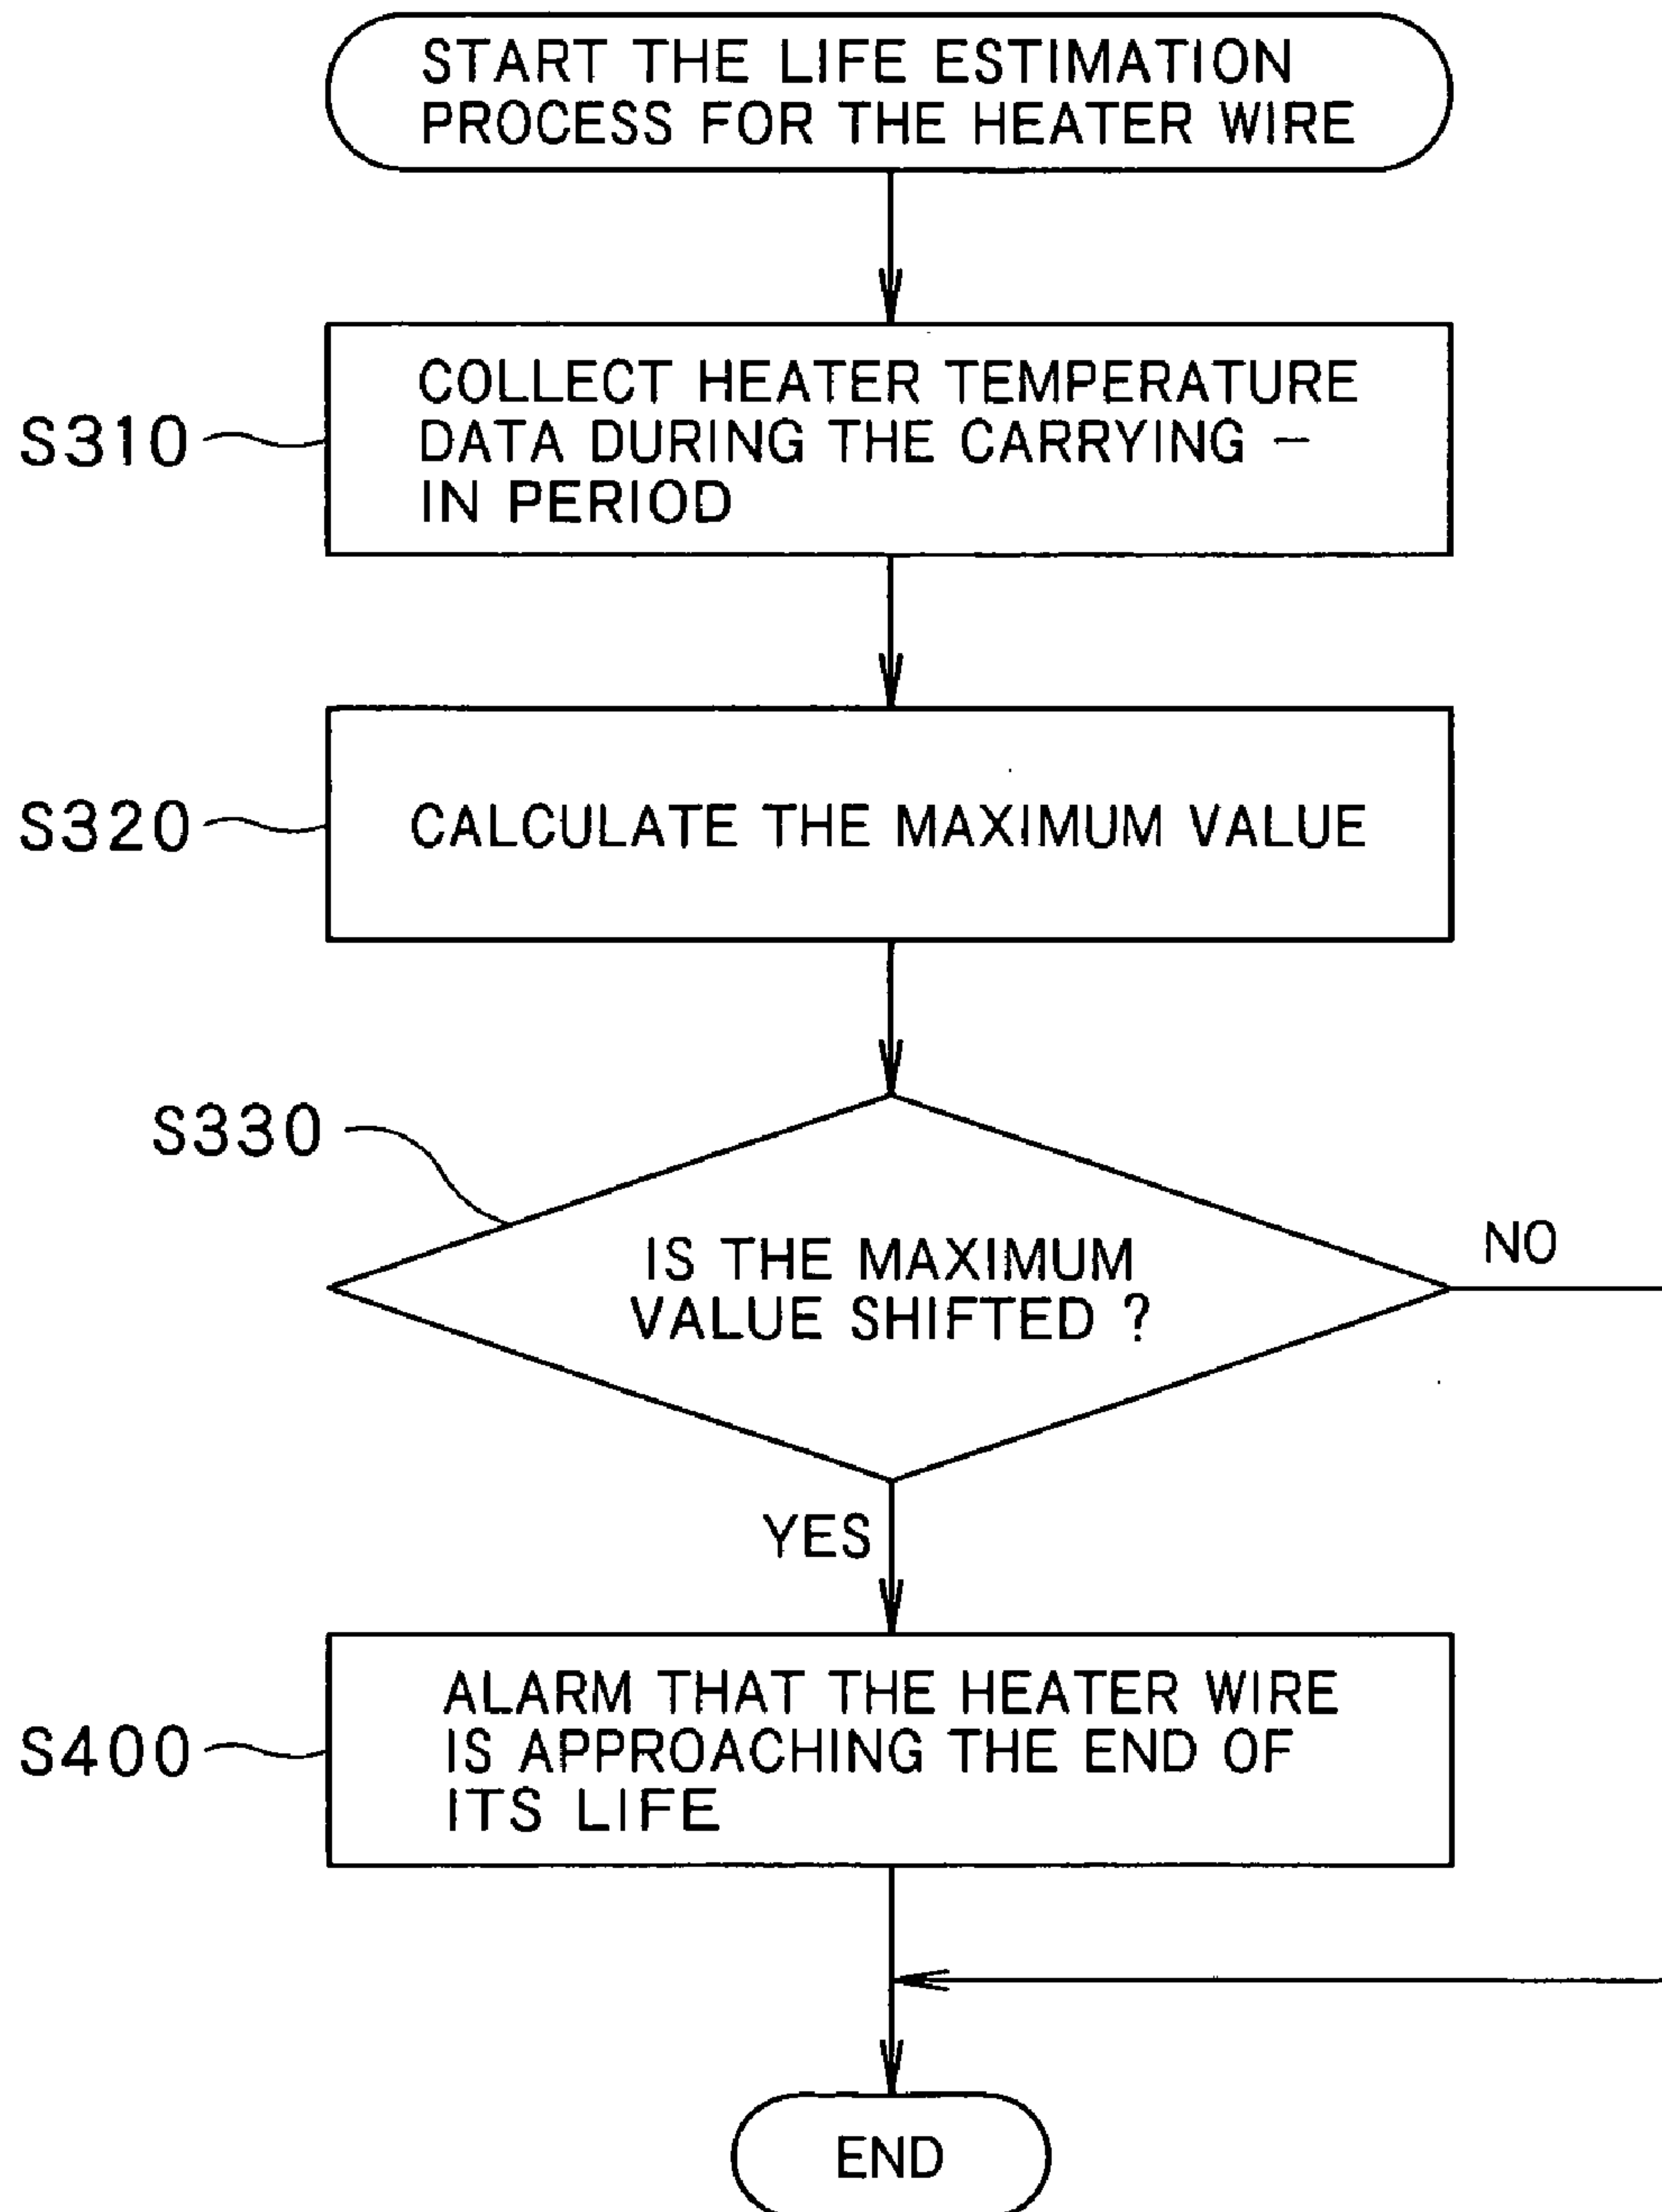 START THE LIFE ESTIMATION
PROCESS FOR THE HEATER WIRE
S310
COLLECT HEATER TEMPERATURE
DATA DURING THE CARRYING –
IN PERIOD
S320
CALCULATE THE MAXIMUM VALUE
S330
IS THE MAXIMUM
VALUE SHIFTED ?
NO
YES
S400
ALARM THAT THE HEATER WIRE
IS APPROACHING THE END OF
ITS LIFE
END